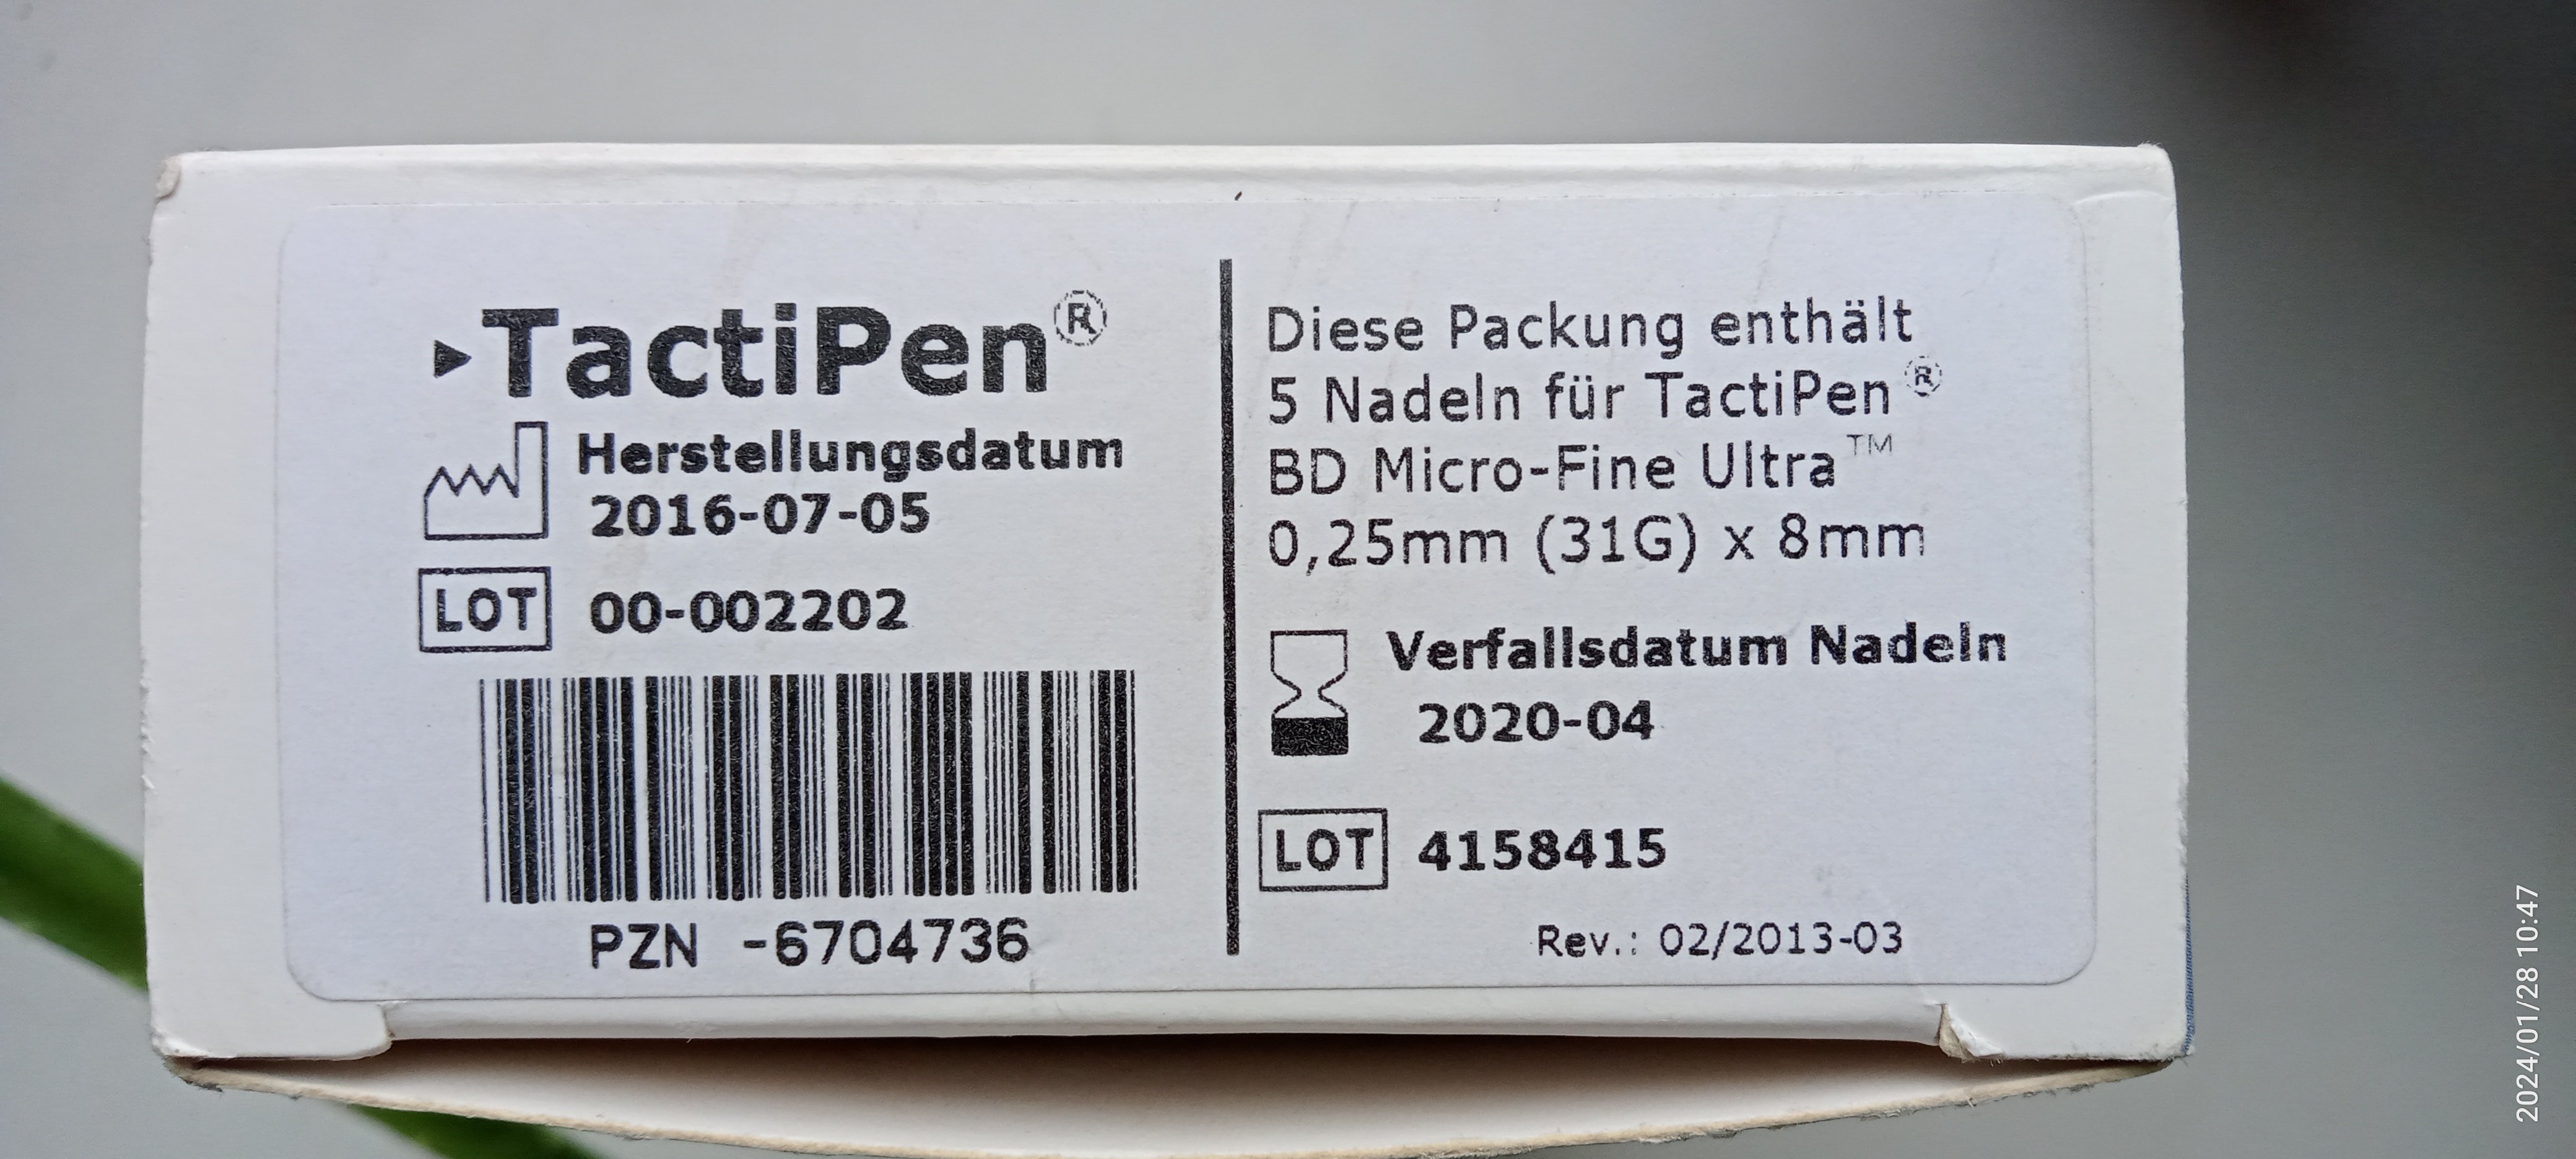 TactiPen®
Herstellungsdatum
2016-07-05
LOT 00-002202
PZN -6704736
Diese Packung enthält
5 Nadeln für TactiPen®
BD Micro-Fine Ultra™
0,25mm (31G) x 8mm
Verfallsdatum Nadeln
2020-04
LOT 4158415
Rev.: 02/2013-03
2024/01/28 10:47